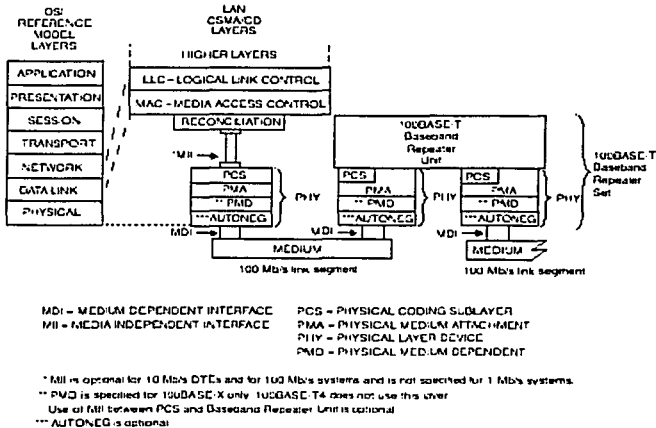 OSI
REFERENCE
MODEL
LAYERS
APPLICATION
PRESENTATION
SESSION
TRANSPORT
NETWORK
DATA LINK
PHYSICAL
LAN
CSMA/CD
LAYERS
HIGHER LAYERS
LLC – LOGICAL LINK CONTROL
MAC – MEDIA ACCESS CONTROL
RECONCILIATION
*MII
PCS
PMA
** PMD
***AUTONEG
PHY
MDI
100BASE-T
Baseband
Repeater
Unit
PCS
PMA
** PMD
***AUTONEG
PHY
MDI
PCS
PMA
** PMD
***AUTONEG
PHY
MDI
100BASE-T
Baseband
Repeater
Set
MEDIUM
100 Mb/s link segment
MEDIUM
100 Mb/s link segment
MDI – MEDIUM DEPENDENT INTERFACE
MII – MEDIA INDEPENDENT INTERFACE
PCS – PHYSICAL CODING SUBLAYER
PMA – PHYSICAL MEDIUM ATTACHMENT
PHY – PHYSICAL LAYER DEVICE
PMD – PHYSICAL MEDIUM DEPENDENT
* MII is optional for 10 Mb/s DTEs and for 100 Mb/s systems and is not specified for 1 Mb/s systems.
** PMD is specified for 100BASE-X only. 100BASE-T4 does not use this layer
Use of MII between PCS and Baseband Repeater Unit is optional
*** AUTONEG is optional